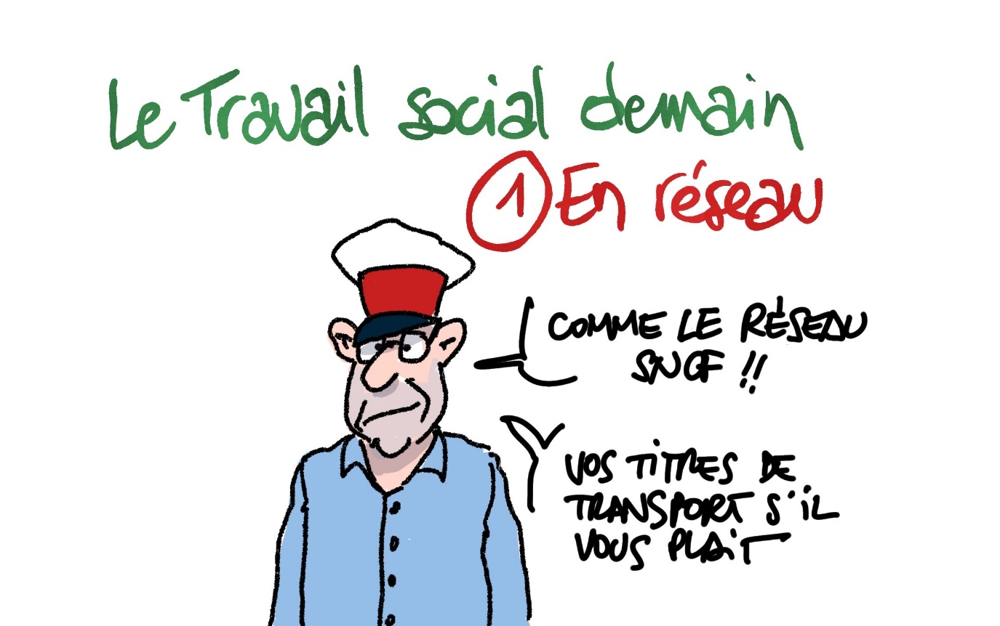 Le Travail social demain
1 En réseau
COMME LE RÉSEAU
SNCF !!
VOS TITRES DE
TRANSPORT S'IL
VOUS PLAIT